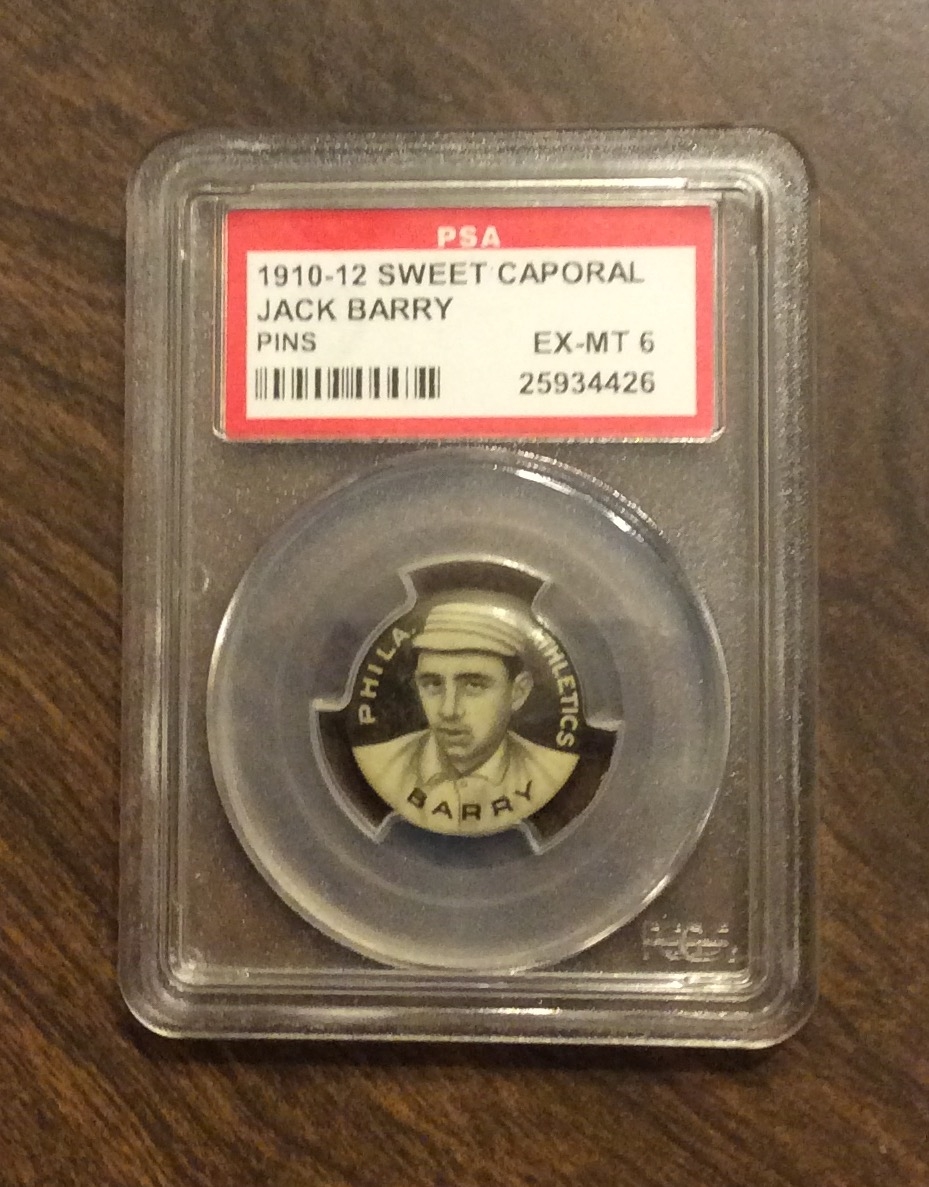 PSA
1910-12 SWEET CAPORAL
JACK BARRY
PINS EX-MT 6
25934426
PHILA. ATHLETICS
BARRY